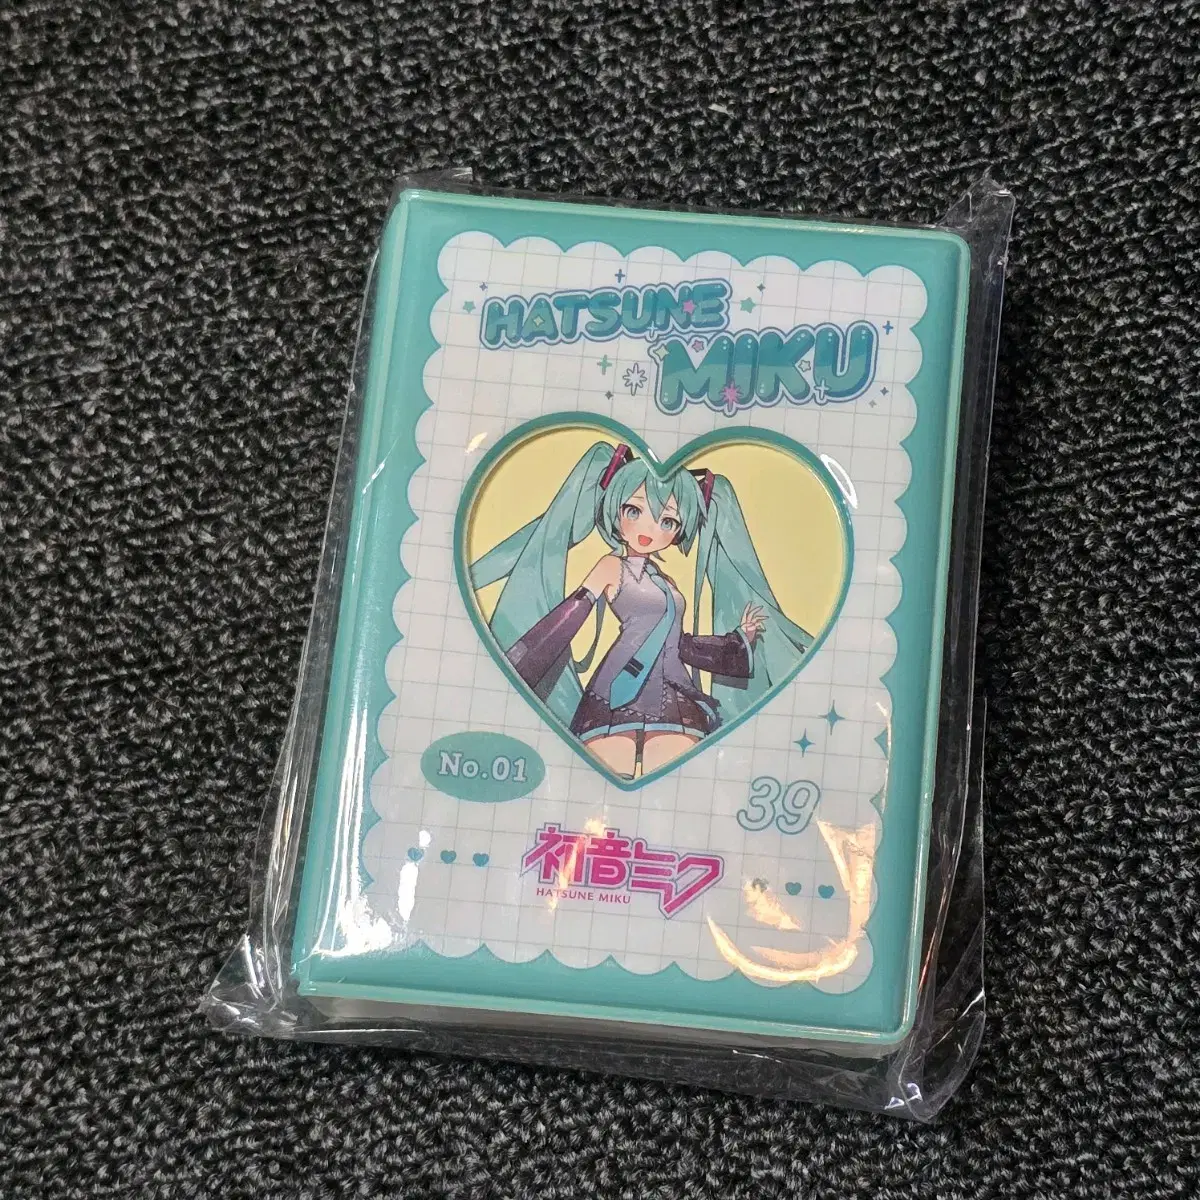 HATSUNE
MIKU
No.01
39
初音ミク
HATSUNE MIKU